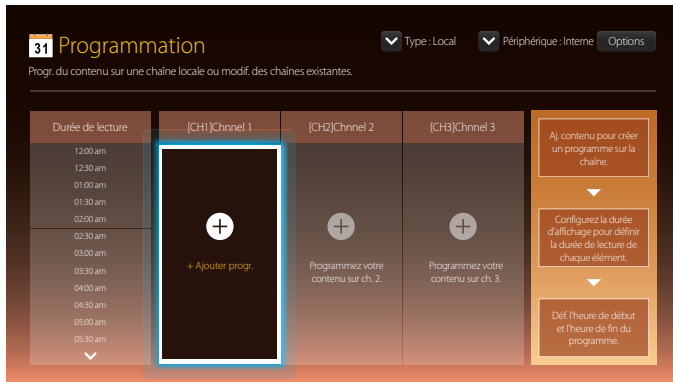 31 Programmation
Type : Local
Périphérique : Interne
Options
Progr. du contenu sur une chaîne locale ou modif. des chaînes existantes.
Durée de lecture
[CH1]Chnnel 1
[CH2]Chnnel 2
[CH3]Chnnel 3
12:00 am
12:30 am
01:00 am
01:30 am
02:00 am
02:30 am
03:00 am
03:30 am
04:00 am
04:30 am
05:00 am
05:30 am
+ Ajouter progr.
Programmez votre
contenu sur ch. 2.
Programmez votre
contenu sur ch. 3.
Aj. contenu pour créer
un programme sur la
chaîne.
Configurez la durée
d'affichage pour définir
la durée de lecture de
chaque élément.
Déf. l'heure de début
et l'heure de fin du
programme.